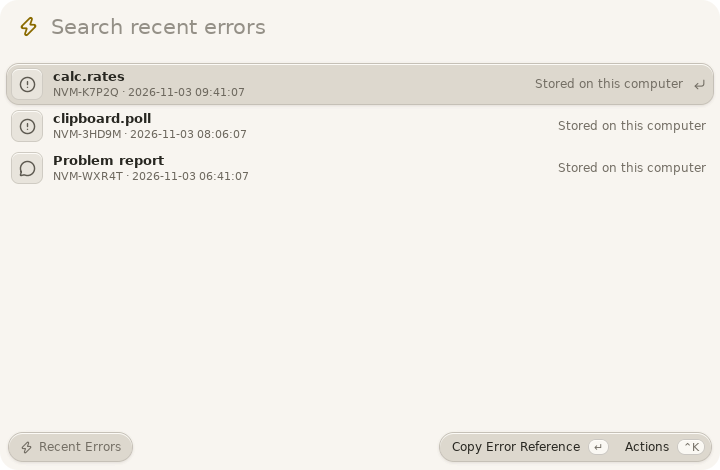 Search recent errors
calc.rates
NVM-K7P2Q · 2026-11-03 09:41:07
Stored on this computer ↵
clipboard.poll
NVM-3HD9M · 2026-11-03 08:06:07
Stored on this computer
Problem report
NVM-WXR4T · 2026-11-03 06:41:07
Stored on this computer
Recent Errors
Copy Error Reference ↵ Actions ⌃K